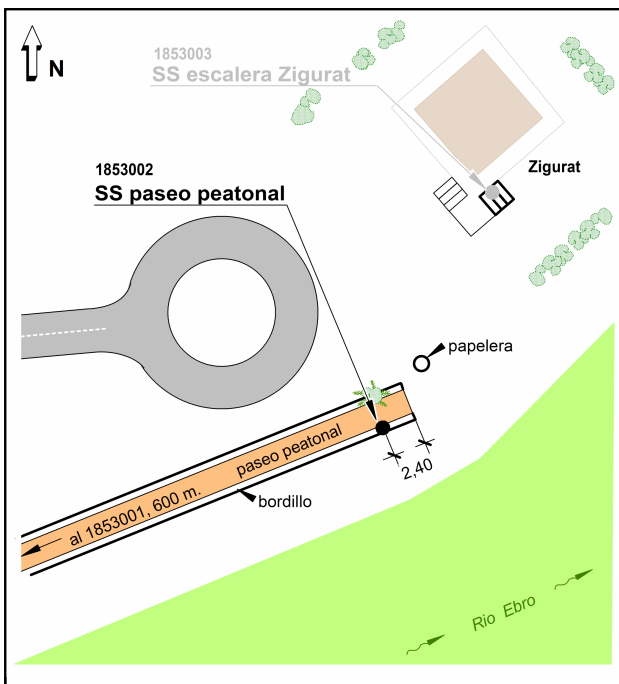 N
1853003
SS escalera Zigurat
1853002
SS paseo peatonal
Zigurat
papelera
paseo peatonal
2,40
bordillo
al 1853001, 600 m.
Rio Ebro